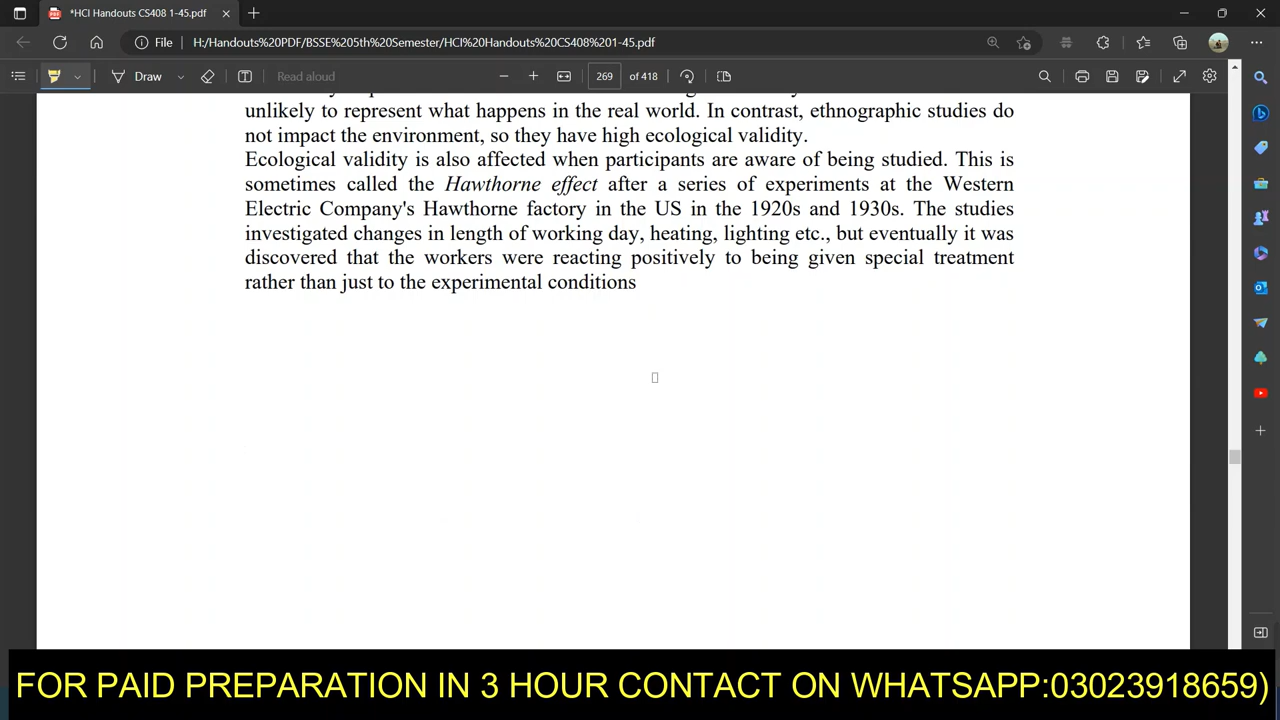 *HCI Handouts CS408 1-45.pdf
File
H:/Handouts%20PDF/BSSE%205th%20Semester/HCI%20Handouts%20CS408%201-45.pdf
Draw
Read aloud
269 of 418
unlikely to represent what happens in the real world. In contrast, ethnographic studies do
not impact the environment, so they have high ecological validity.
Ecological validity is also affected when participants are aware of being studied. This is
sometimes called the Hawthorne effect after a series of experiments at the Western
Electric Company's Hawthorne factory in the US in the 1920s and 1930s. The studies
investigated changes in length of working day, heating, lighting etc., but eventually it was
discovered that the workers were reacting positively to being given special treatment
rather than just to the experimental conditions
FOR PAID PREPARATION IN 3 HOUR CONTACT ON WHATSAPP:03023918659)